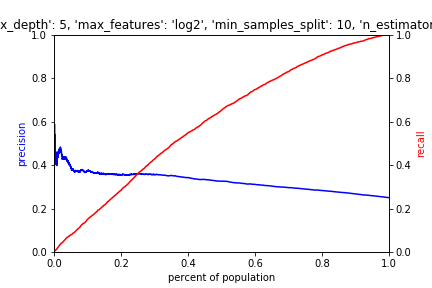 x_depth': 5, 'max_features': 'log2', 'min_samples_split': 10, 'n_estimator
1.0 1.0
0.8 0.8
0.6 0.6
precision recall
0.4 0.4
0.2 0.2
0.0 0.0
0.0 0.2 0.4 0.6 0.8 1.0
percent of population